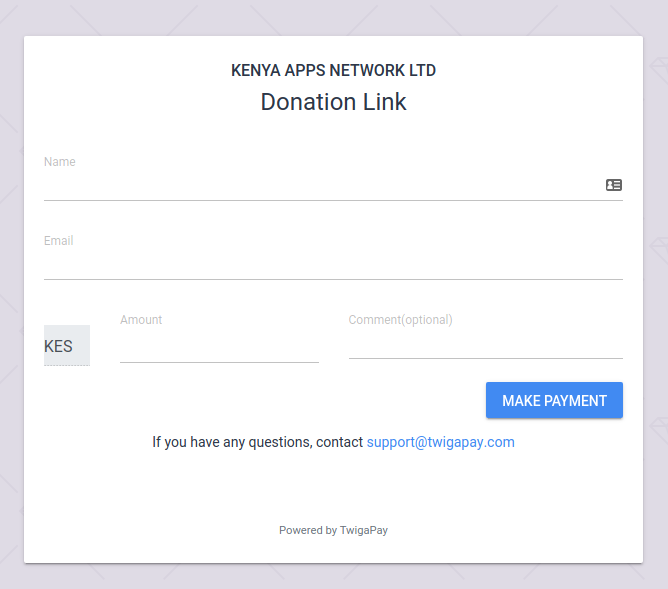 KENYA APPS NETWORK LTD
Donation Link
Name
Email
KES
Amount
Comment(optional)
MAKE PAYMENT
If you have any questions, contact support@twigapay.com
Powered by TwigaPay